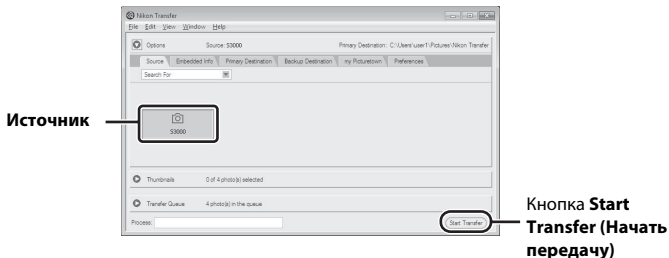 Nikon Transfer
File Edit View Window Help
Options Source: S3000 Primary Destination: C:\Users\user1\Pictures\Nikon Transfer
Source Embedded Info Primary Destination Backup Destination my Picturetown Preferences
Search For
Источник
S3000
Thumbnails 0 of 4 photo(s) selected
Transfer Queue 4 photo(s) in the queue
Process: Start Transfer
Кнопка Start
Transfer (Начать
передачу)